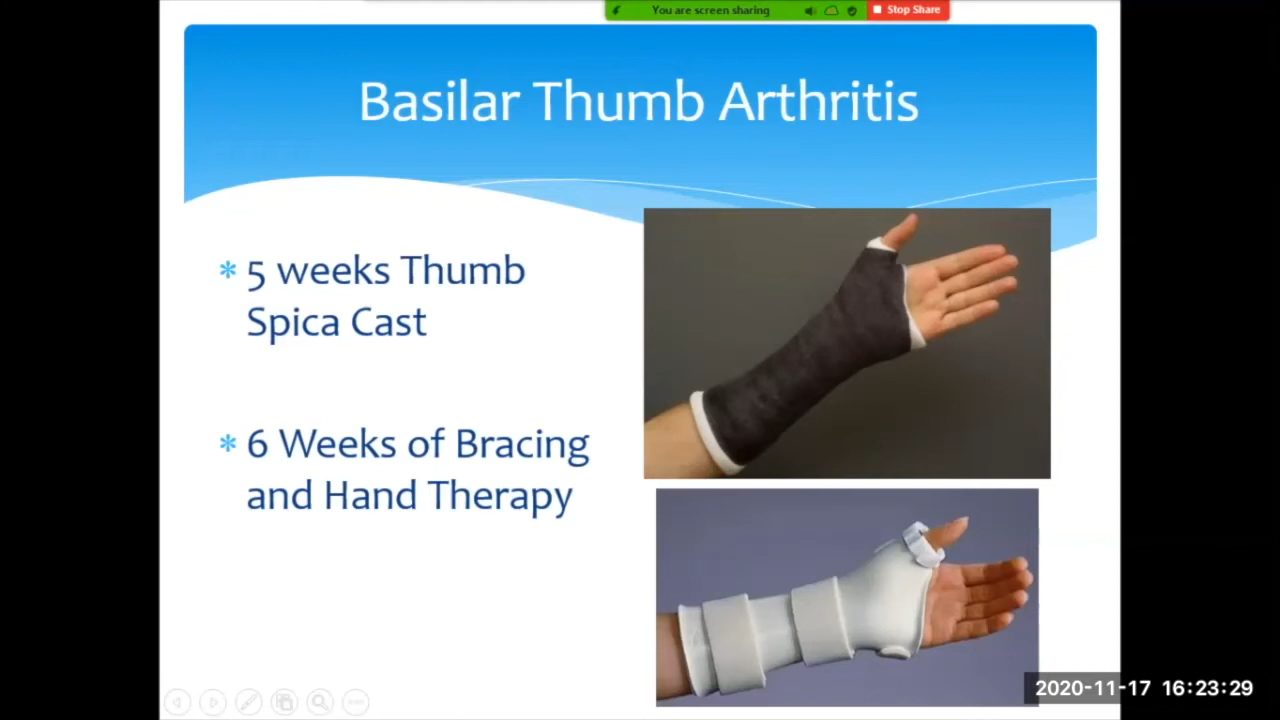 You are screen sharing
Stop Share
Basilar Thumb Arthritis
5 weeks Thumb
Spica Cast
6 Weeks of Bracing
and Hand Therapy
2020-11-17 16:23:29